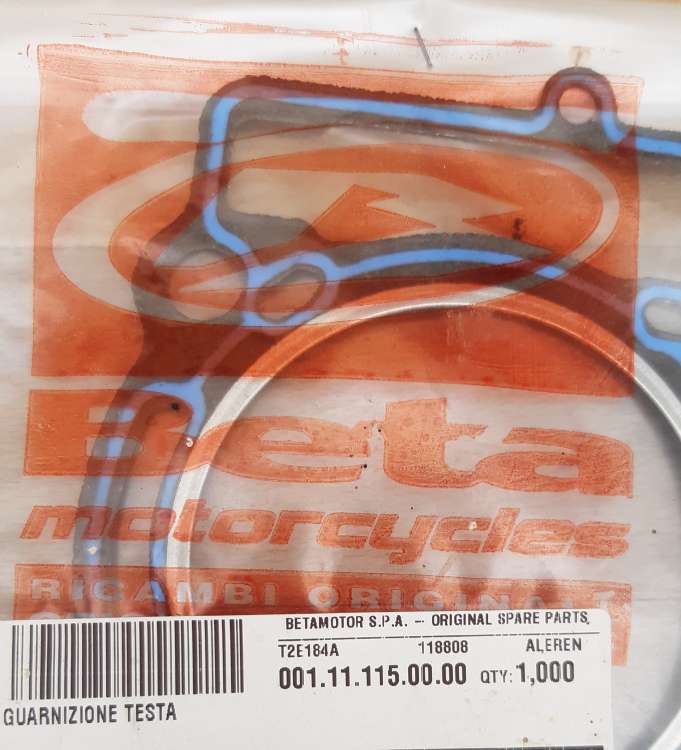 Beta
motorcycles
RICAMBI ORIGINALI
BETAMOTOR S.P.A. -- ORIGINAL SPARE PARTS
T2E184A 118808 ALEREN
001.11.115.00.00 QTY: 1,000
GUARNIZIONE TESTA